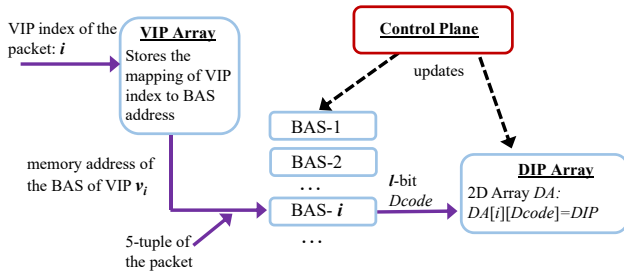 VIP index of the
packet: i
VIP Array
Stores the
mapping of VIP
index to BAS
address
Control Plane
updates
BAS-1
BAS-2
...
BAS- i
...
memory address of
the BAS of VIP vi
5-tuple of
the packet
l-bit
Dcode
DIP Array
2D Array DA:
DA[i][Dcode]=DIP